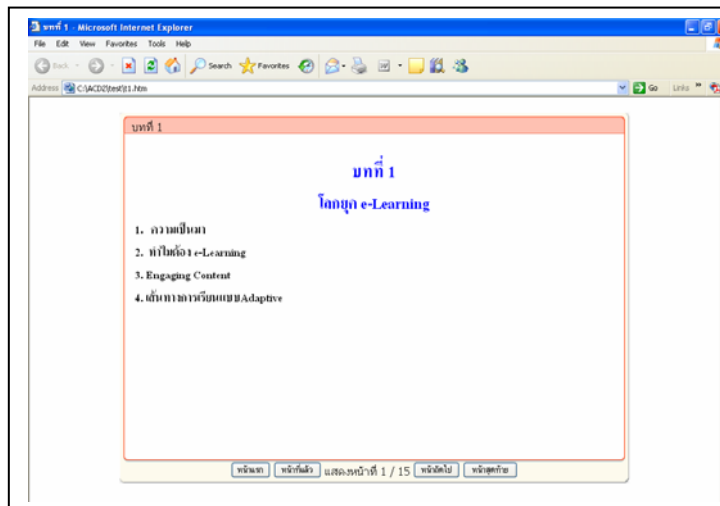 บทที่ 1 - Microsoft Internet Explorer
File Edit View Favorites Tools Help
Back Search Favorites
Address C:\ACD2\test\t1.htm Go Links
บทที่ 1
บทที่ 1
โลกยุค e-Learning
1. ความเป็นมา
2. ทำไมต้อง e-Learning
3. Engaging Content
4. เส้นทางการเรียนแบบAdaptive
หน้าแรก หน้าที่แล้ว แสดงหน้าที่ 1 / 15 หน้าถัดไป หน้าสุดท้าย